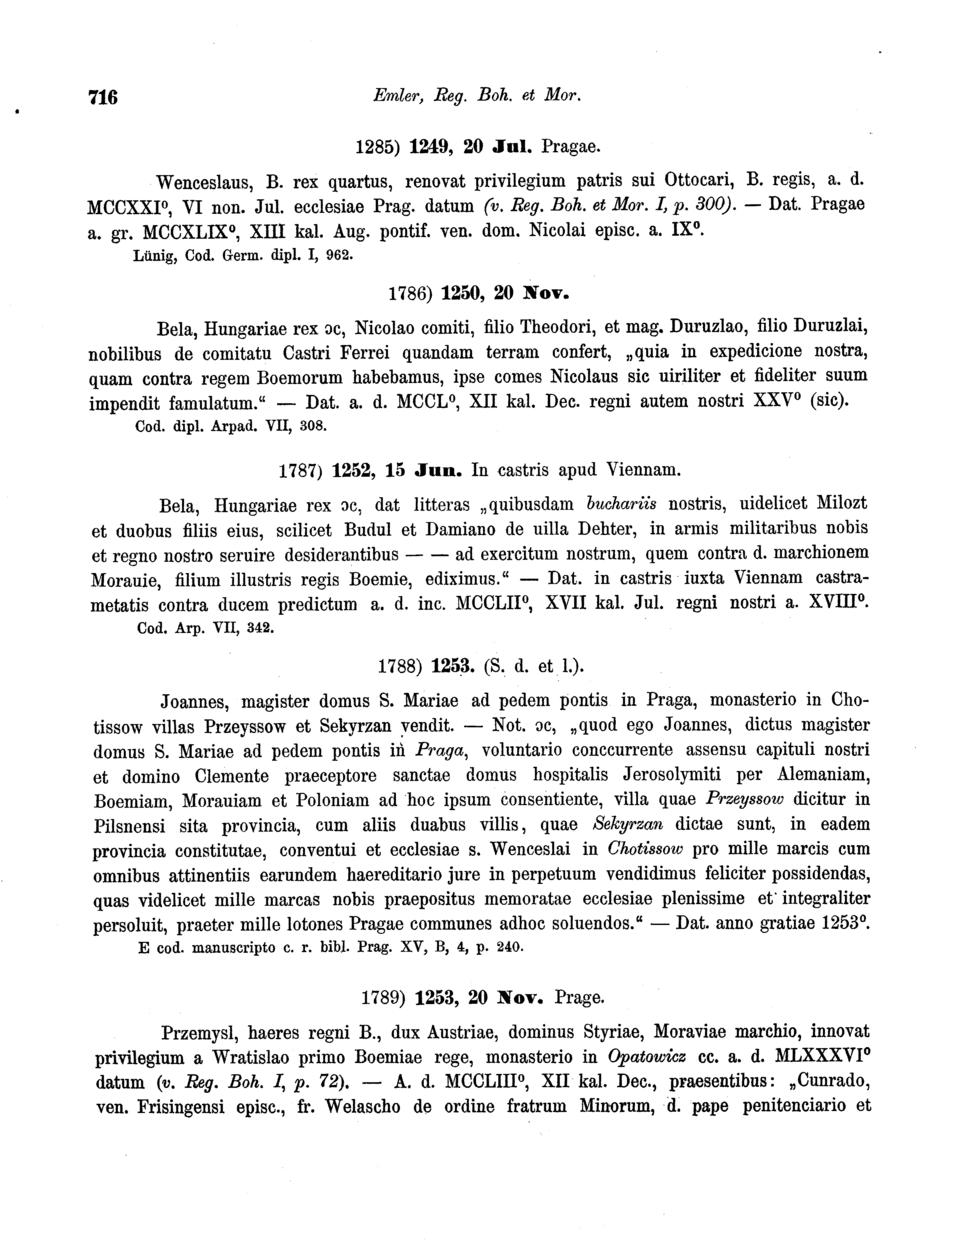 716
Emler, Reg. Boh. et Mor.
1285) 1249, 20 Jul. Pragae.
Wenceslaus, B. rex quartus, renovat privilegium patris sui Ottocari, B. regis, a. d.
MCCXXI⁰, VI non. Jul. ecclesiae Prag. datum (v. Reg. Boh. et Mor. I, p. 300). — Dat. Pragae
a. gr. MCCXLIX⁰, XIII kal. Aug. pontif. ven. dom. Nicolai episc. a. IX⁰.
Lünig, Cod. Germ. dipl. I, 962.
1786) 1250, 20 Nov.
Bela, Hungariae rex ɔc, Nicolao comiti, filio Theodori, et mag. Duruzlao, filio Duruzlai,
nobilibus de comitatu Castri Ferrei quandam terram confert, „quia in expedicione nostra,
quam contra regem Boemorum habebamus, ipse comes Nicolaus sic uiriliter et fideliter suum
impendit famulatum.“ — Dat. a. d. MCCL⁰, XII kal. Dec. regni autem nostri XXV⁰ (sic).
Cod. dipl. Arpad. VII, 308.
1787) 1252, 15 Jun. In castris apud Viennam.
Bela, Hungariae rex ɔc, dat litteras „quibusdam buchariis nostris, uidelicet Milozt
et duobus filiis eius, scilicet Budul et Damiano de uilla Dehter, in armis militaribus nobis
et regno nostro seruire desiderantibus — — ad exercitum nostrum, quem contra d. marchionem
Morauie, filium illustris regis Boemie, ediximus.“ — Dat. in castris iuxta Viennam castra-
metatis contra ducem predictum a. d. inc. MCCLII⁰, XVII kal. Jul. regni nostri a. XVIII⁰.
Cod. Arp. VII, 342.
1788) 1253. (S. d. et l.).
Joannes, magister domus S. Mariae ad pedem pontis in Praga, monasterio in Cho-
tissow villas Przeyssow et Sekyrzan vendit. — Not. ɔc, „quod ego Joannes, dictus magister
domus S. Mariae ad pedem pontis in Praga, voluntario conccurrente assensu capituli nostri
et domino Clemente praeceptore sanctae domus hospitalis Jerosolymiti per Alemaniam,
Boemiam, Morauiam et Poloniam ad hoc ipsum consentiente, villa quae Przeyssow dicitur in
Pilsnensi sita provincia, cum aliis duabus villis, quae Sekyrzan dictae sunt, in eadem
provincia constitutae, conventui et ecclesiae s. Wenceslai in Chotissow pro mille marcis cum
omnibus attinentiis earundem haereditario jure in perpetuum vendidimus feliciter possidendas,
quas videlicet mille marcas nobis praepositus memoratae ecclesiae plenissime et integraliter
persoluit, praeter mille lotones Pragae communes adhoc soluendos.“ — Dat. anno gratiae 1253⁰.
E cod. manuscripto c. r. bibl. Prag. XV, B, 4, p. 240.
1789) 1253, 20 Nov. Prage.
Przemysl, haeres regni B., dux Austriae, dominus Styriae, Moraviae marchio, innovat
privilegium a Wratislao primo Boemiae rege, monasterio in Opatowicz cc. a. d. MLXXXVI⁰
datum (v. Reg. Boh. I, p. 72). — A. d. MCCLIII⁰, XII kal. Dec., praesentibus: „Cunrado,
ven. Frisingensi episc., fr. Welascho de ordine fratrum Minorum, d. pape penitenciario et